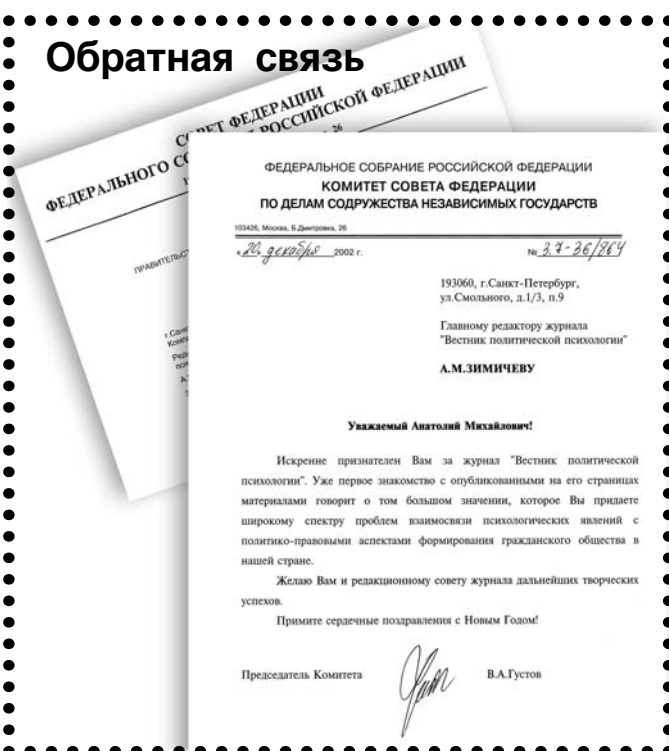 Обратная связь
СОВЕТ ФЕДЕРАЦИИ
ФЕДЕРАЛЬНОГО РОССИЙСКОЙ ФЕДЕРАЦИИ
26
ФЕДЕРАЛЬНОЕ СОБРАНИЕ РОССИЙСКОЙ ФЕДЕРАЦИИ
КОМИТЕТ СОВЕТА ФЕДЕРАЦИИ
ПО ДЕЛАМ СОДРУЖЕСТВА НЕЗАВИСИМЫХ ГОСУДАРСТВ
103426, Москва, Б.Дмитровка, 26
«20» декабря 2002 г. № 3.7-36/264
193060, г.Санкт-Петербург,
ул.Смольного, д.1/3, п.9
Главному редактору журнала
"Вестник политической психологии"
А.М.ЗИМИЧЕВУ
Уважаемый Анатолий Михайлович!
Искренне признателен Вам за журнал "Вестник политической
психологии". Уже первое знакомство с опубликованными на его страницах
материалами говорит о том большом значении, которое Вы придаете
широкому спектру проблем взаимосвязи психологических явлений с
политико-правовыми аспектами формирования гражданского общества в
нашей стране.
Желаю Вам и редакционному совету журнала дальнейших творческих
успехов.
Примите сердечные поздравления с Новым Годом!
Председатель Комитета В.А.Густов